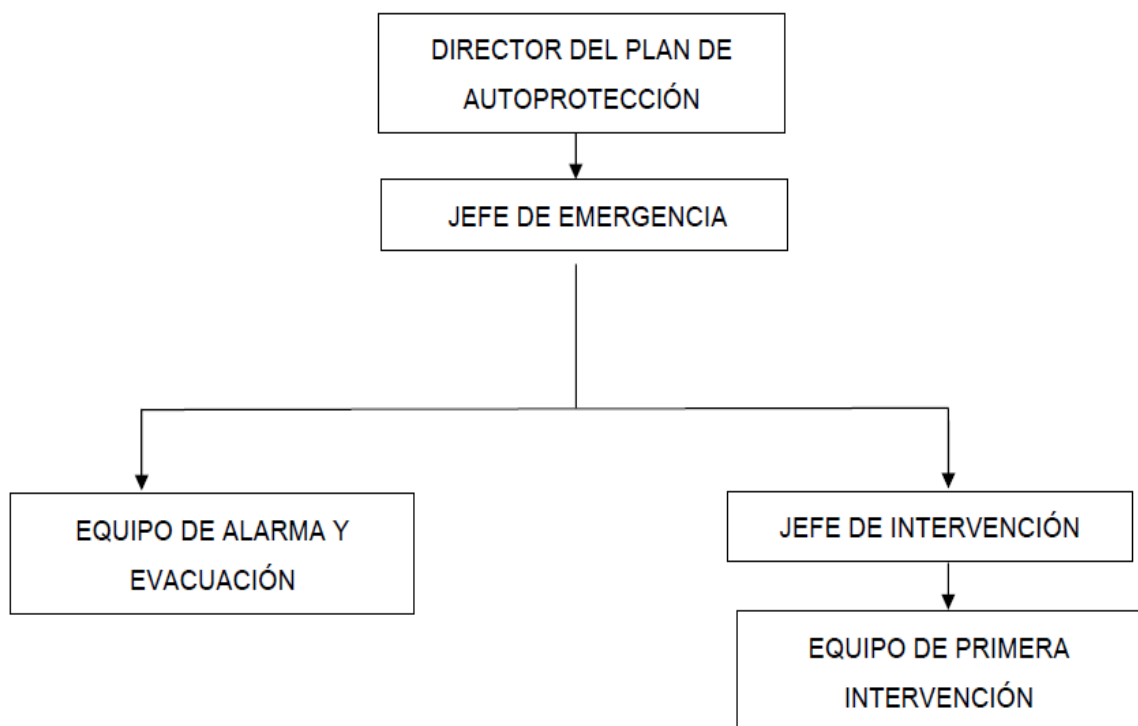 DIRECTOR DEL PLAN DE
AUTOPROTECCIÓN
JEFE DE EMERGENCIA
EQUIPO DE ALARMA Y
EVACUACIÓN
JEFE DE INTERVENCIÓN
EQUIPO DE PRIMERA
INTERVENCIÓN